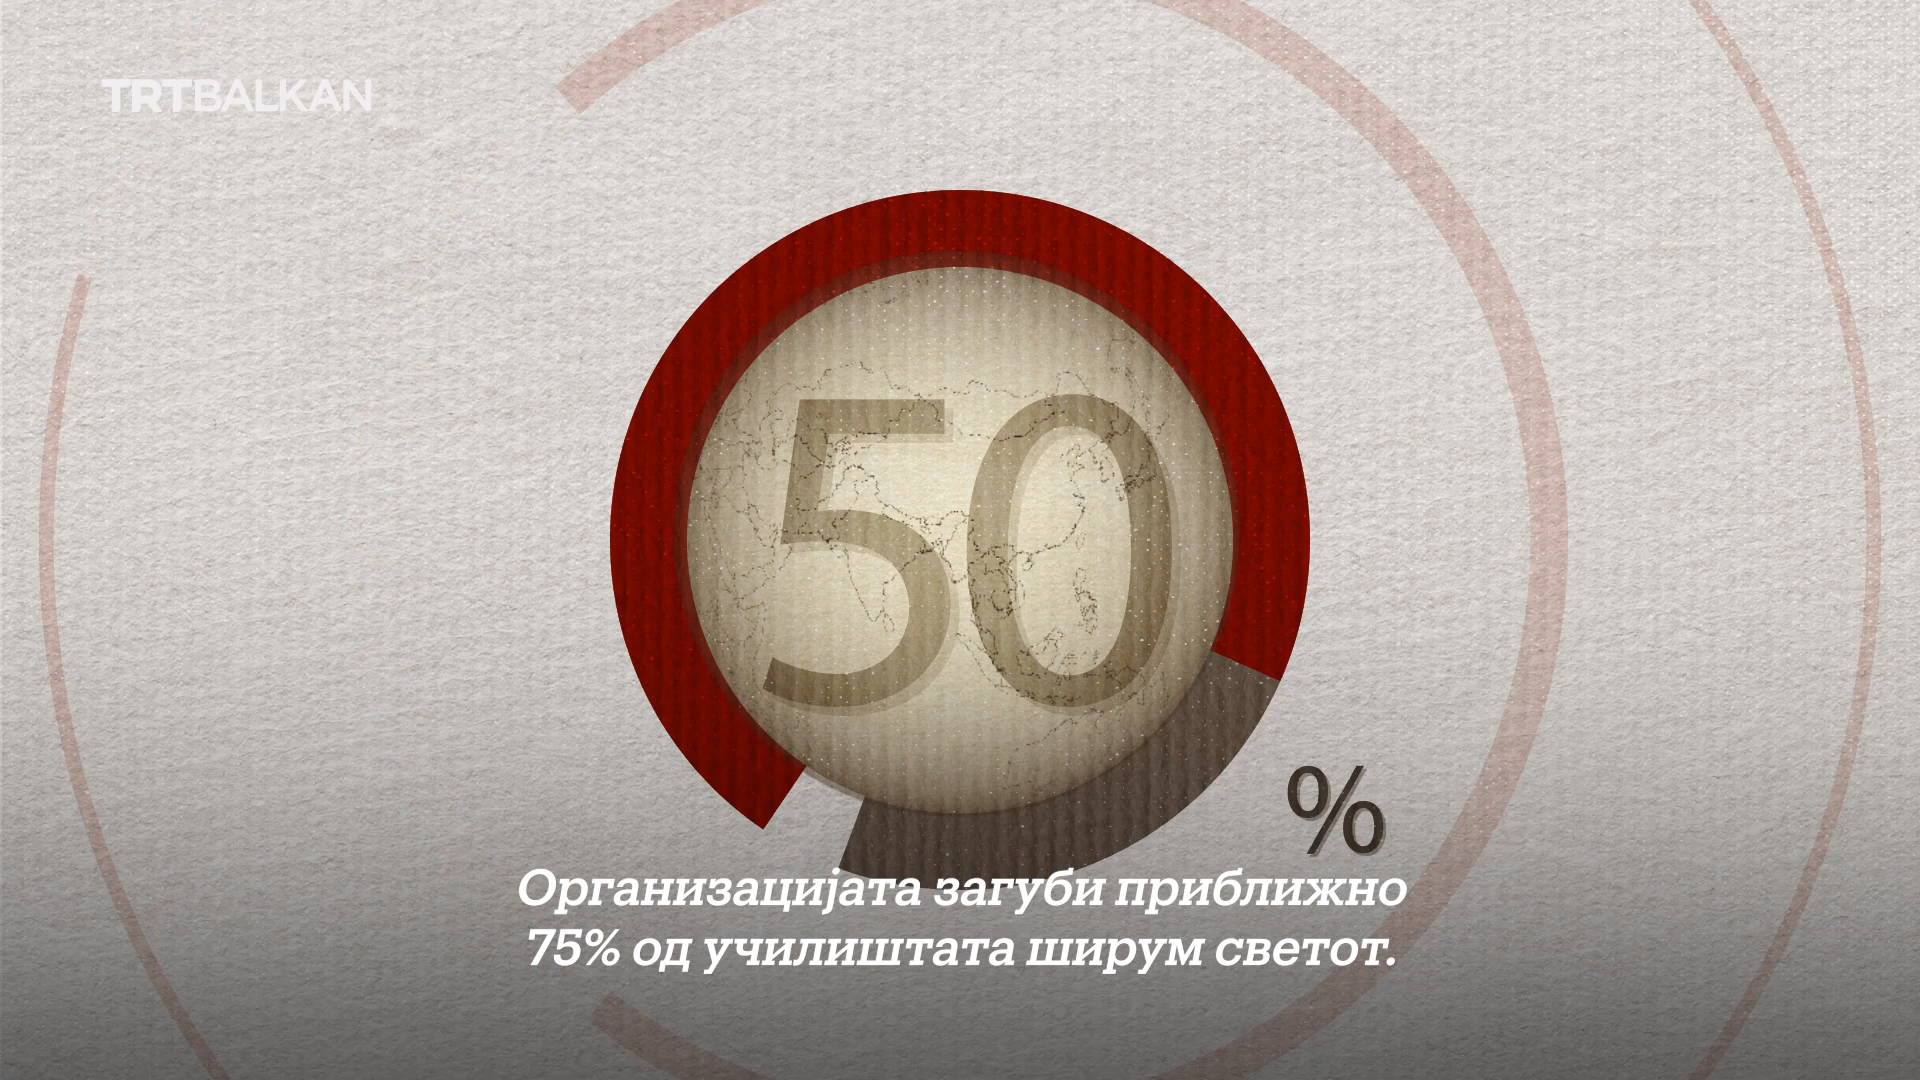 TRTBALKAN
50
%
Организацијата загуби приближно
75% од училиштата ширум светот.